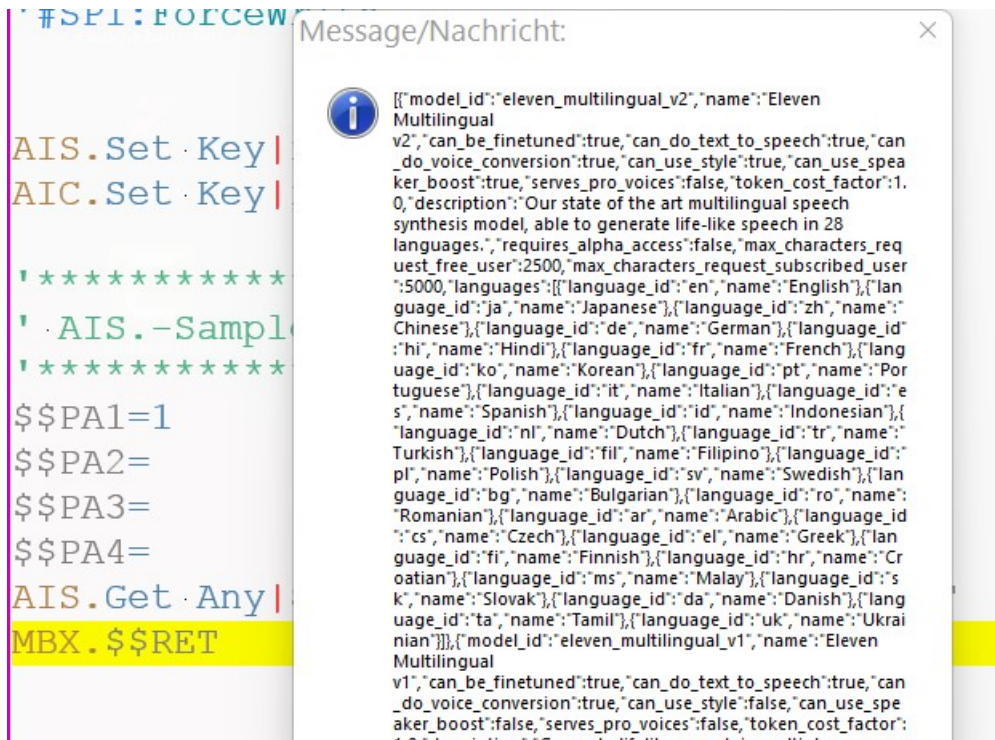 '#SPI:ForceWrite
AIS.Set Key|
AIC.Set Key|
'************
' AIS.-Sample
'************
$$PA1=1
$$PA2=
$$PA3=
$$PA4=
AIS.Get Any|
MBX.$$RET
Message/Nachricht:
[{"model_id":"eleven_multilingual_v2","name":"Eleven
Multilingual
v2","can_be_finetuned":true,"can_do_text_to_speech":true,"can
_do_voice_conversion":true,"can_use_style":true,"can_use_spea
ker_boost":true,"serves_pro_voices":false,"token_cost_factor":1.
0,"description":"Our state of the art multilingual speech
synthesis model, able to generate life-like speech in 28
languages.","requires_alpha_access":false,"max_characters_req
uest_free_user":2500,"max_characters_request_subscribed_user
":5000,"languages":[{"language_id":"en","name":"English"},{"lan
guage_id":"ja","name":"Japanese"},{"language_id":"zh","name":"
Chinese"},{"language_id":"de","name":"German"},{"language_id"
:"hi","name":"Hindi"},{"language_id":"fr","name":"French"},{"lang
uage_id":"ko","name":"Korean"},{"language_id":"pt","name":"Por
tuguese"},{"language_id":"it","name":"Italian"},{"language_id":"e
s","name":"Spanish"},{"language_id":"id","name":"Indonesian"},{
"language_id":"nl","name":"Dutch"},{"language_id":"tr","name":"
Turkish"},{"language_id":"fil","name":"Filipino"},{"language_id":"
pl","name":"Polish"},{"language_id":"sv","name":"Swedish"},{"lan
guage_id":"bg","name":"Bulgarian"},{"language_id":"ro","name":
"Romanian"},{"language_id":"ar","name":"Arabic"},{"language_id
":"cs","name":"Czech"},{"language_id":"el","name":"Greek"},{"lan
guage_id":"fi","name":"Finnish"},{"language_id":"hr","name":"Cr
oatian"},{"language_id":"ms","name":"Malay"},{"language_id":"s
k","name":"Slovak"},{"language_id":"da","name":"Danish"},{"lang
uage_id":"ta","name":"Tamil"},{"language_id":"uk","name":"Ukrai
nian"}]},{"model_id":"eleven_multilingual_v1","name":"Eleven
Multilingual
v1","can_be_finetuned":true,"can_do_text_to_speech":true,"can
_do_voice_conversion":true,"can_use_style":false,"can_use_spe
aker_boost":false,"serves_pro_voices":false,"token_cost_factor":